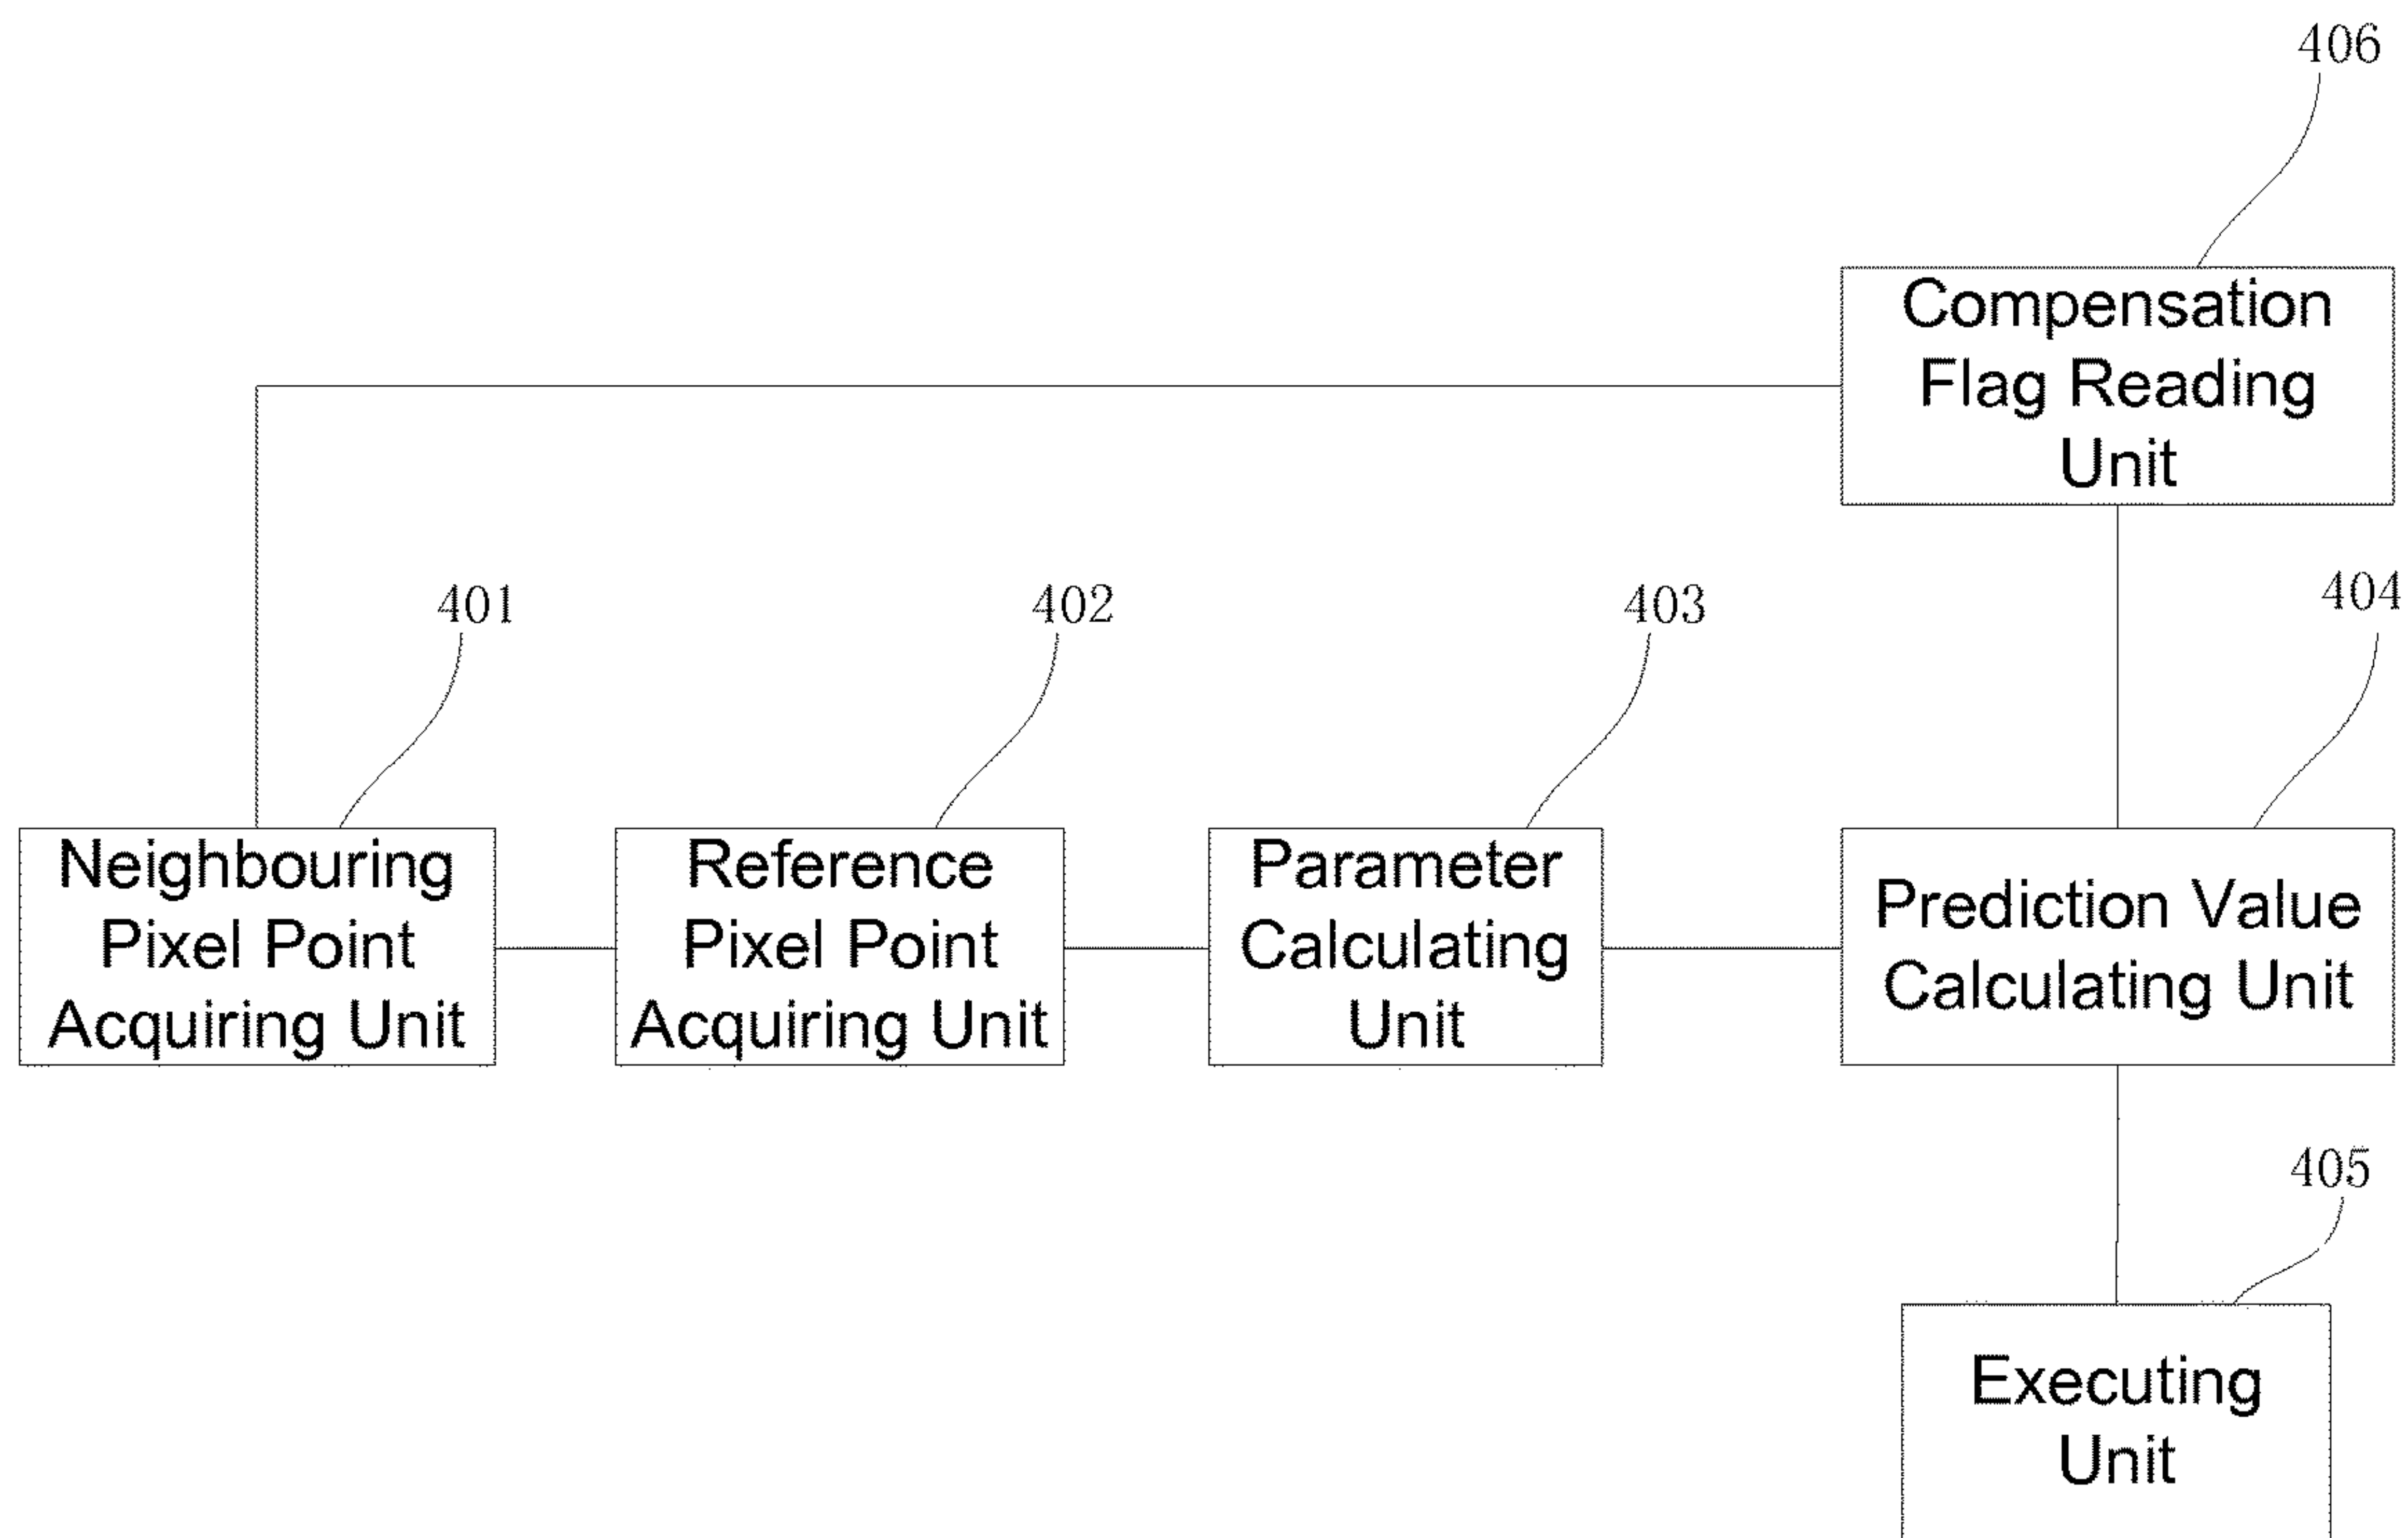 406
Compensation
Flag Reading
Unit
401
402
403
404
Neighbouring
Pixel Point
Acquiring Unit
Reference
Pixel Point
Acquiring Unit
Parameter
Calculating
Unit
Prediction Value
Calculating Unit
405
Executing
Unit